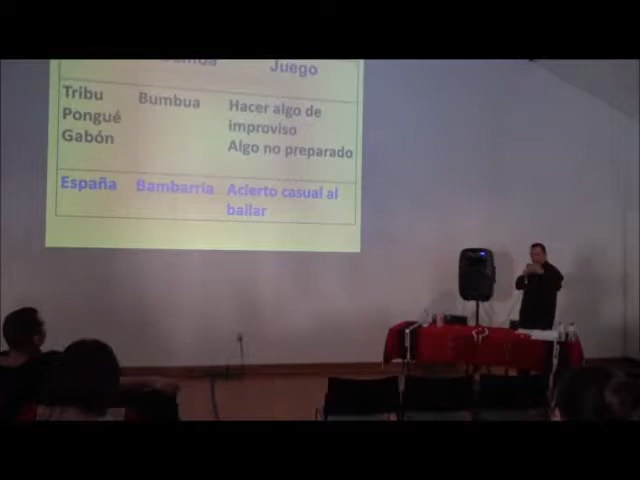 Juego
Tribu
Pongué
Gabón
Bumbua
Hacer algo de
improviso
Algo no preparado
España
Bambarria
Acierto casual al
bailar